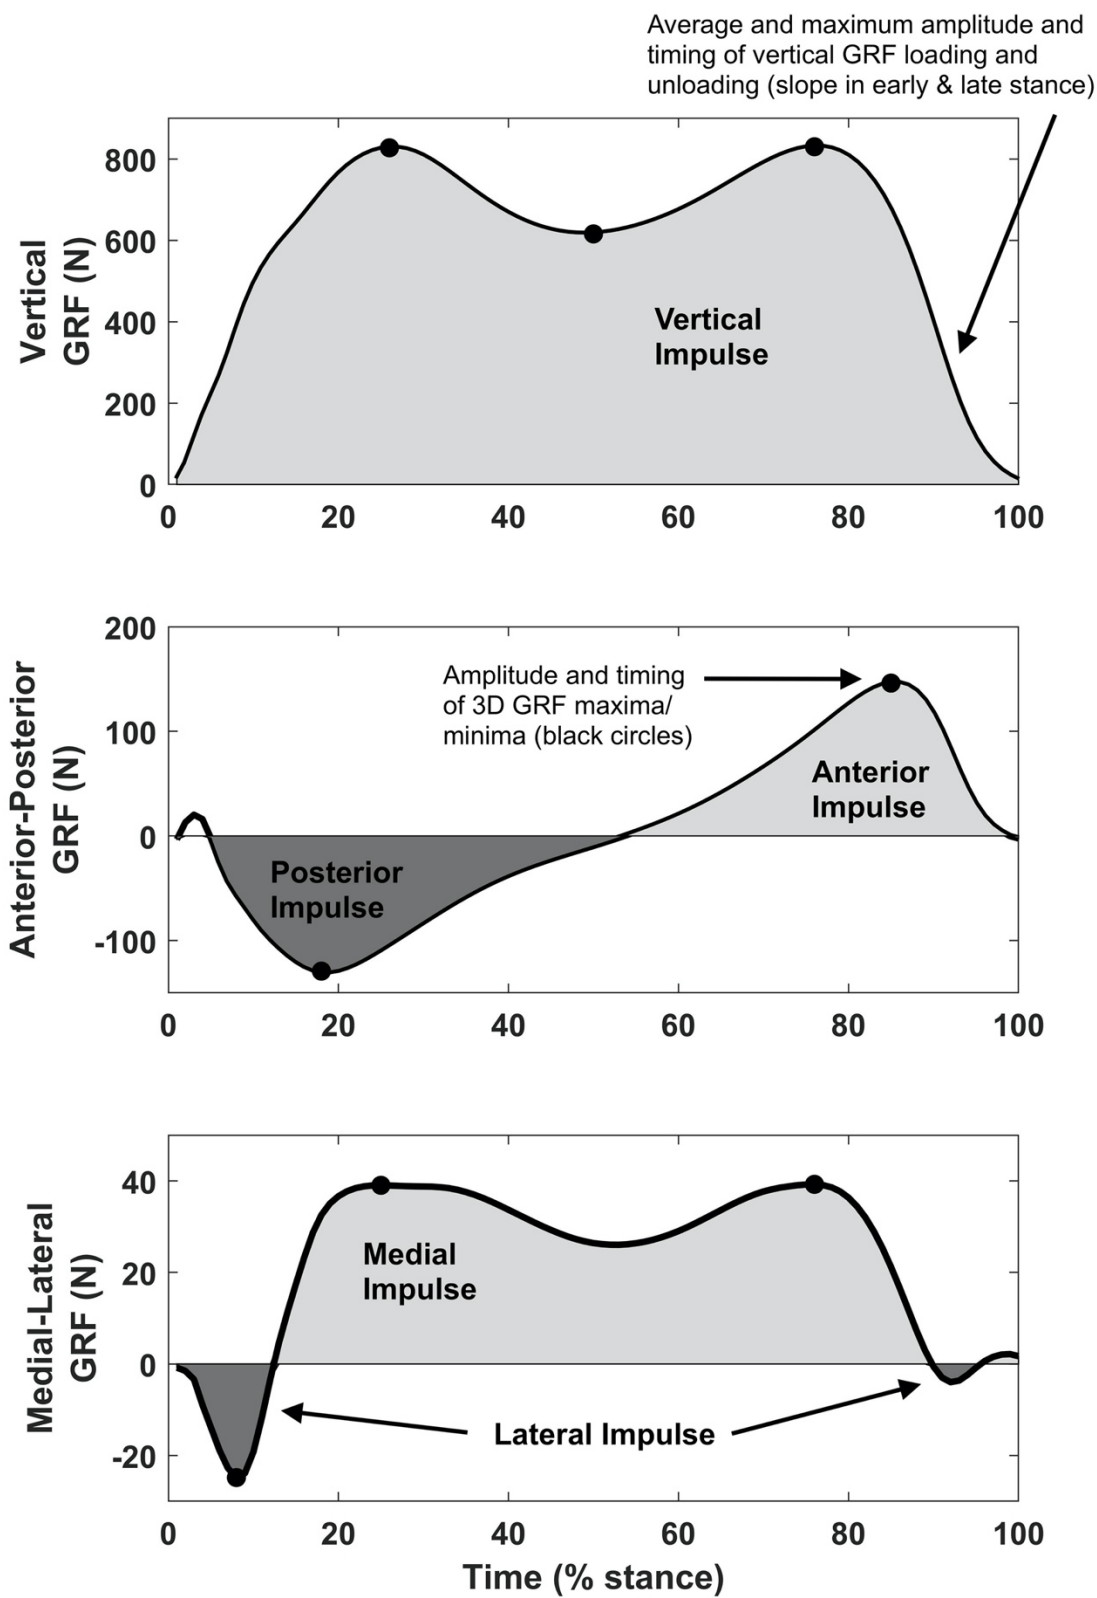 Average and maximum amplitude and
timing of vertical GRF loading and
unloading (slope in early & late stance)
Vertical
GRF (N)
800
600
400
200
0
Vertical
Impulse
0 20 40 60 80 100
Anterior-Posterior
GRF (N)
200
100
0
-100
Amplitude and timing
of 3D GRF maxima/
minima (black circles)
Anterior
Impulse
Posterior
Impulse
0 20 40 60 80 100
Medial-Lateral
GRF (N)
40
20
0
-20
Medial
Impulse
Lateral Impulse
0 20 40 60 80 100
Time (% stance)